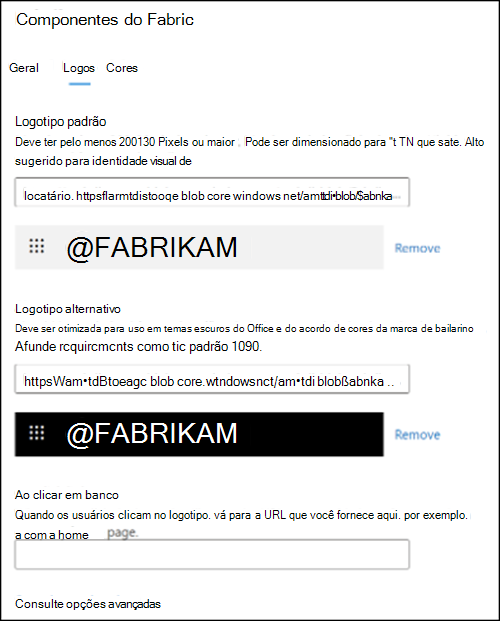 Componentes do Fabric
Geral Logos Cores
Logotipo padrão
Deve ter pelo menos 200130 Pixels ou maior . Pode ser dimensionado para "t TN que sate. Alto
sugerido para identidade visual de
locatário. httpsflarmtdistooqe blob core windows net/amtdi•blob/$abnka
@FABRIKAM Remove
Logotipo alternativo
Deve ser otimizada para uso em temas escuros do Office e do acordo de cores da marca de bailarino
Afunde rcquircmcnts como tic padrão 1090.
httpsWam•tdBtoeagc blob core.wtndowsnct/am•tdi blobßabnka ..
@FABRIKAM Remove
Ao clicar em banco
Quando os usuários clicam no logotipo. vá para a URL que você fornece aqui. por exemplo.
a com a home page.
Consulte opções avançadas